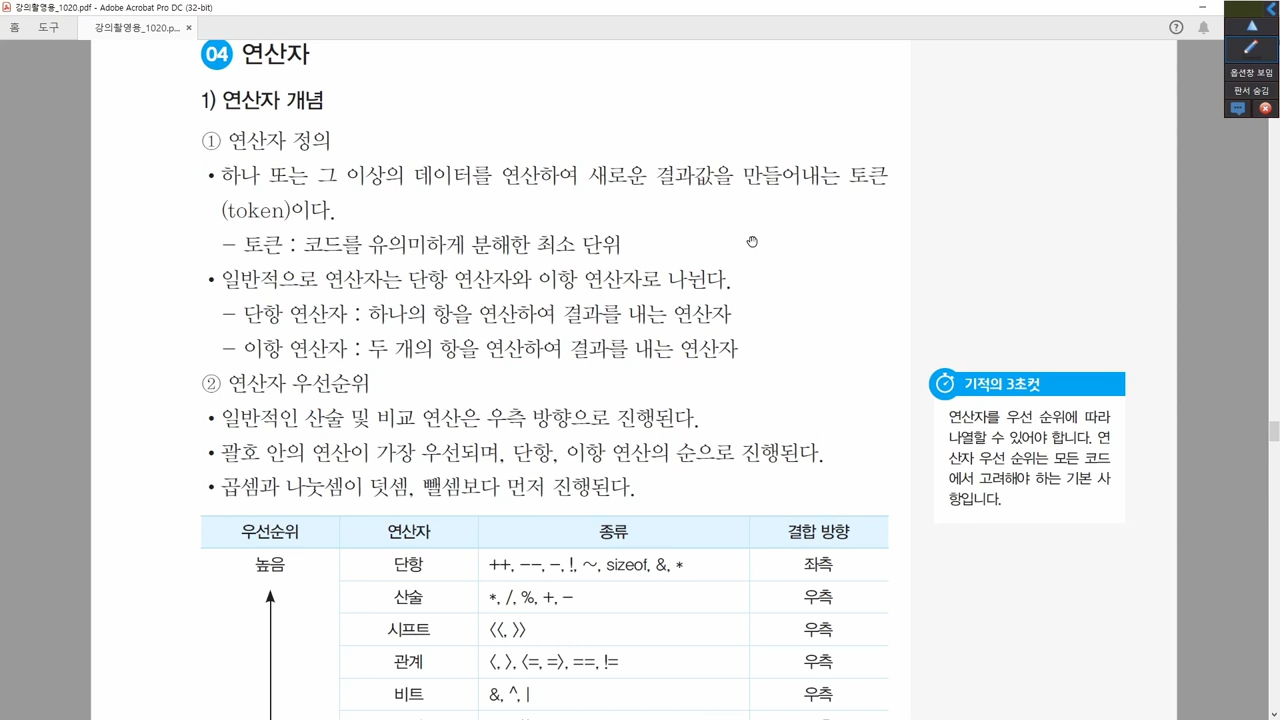 강의촬영용_1020.pdf - Adobe Acrobat Pro DC (32-bit)
홈 도구 강의촬영용_1020.p... ×
옵션창 보임
판서 숨김
04 연산자
1) 연산자 개념
① 연산자 정의
• 하나 또는 그 이상의 데이터를 연산하여 새로운 결과값을 만들어내는 토큰
(token)이다.
– 토큰 : 코드를 유의미하게 분해한 최소 단위
• 일반적으로 연산자는 단항 연산자와 이항 연산자로 나뉜다.
– 단항 연산자 : 하나의 항을 연산하여 결과를 내는 연산자
– 이항 연산자 : 두 개의 항을 연산하여 결과를 내는 연산자
② 연산자 우선순위
• 일반적인 산술 및 비교 연산은 우측 방향으로 진행된다.
• 괄호 안의 연산이 가장 우선되며, 단항, 이항 연산의 순으로 진행된다.
• 곱셈과 나눗셈이 덧셈, 뺄셈보다 먼저 진행된다.
기적의 3초컷
연산자를 우선 순위에 따라
나열할 수 있어야 합니다. 연
산자 우선 순위는 모든 코드
에서 고려해야 하는 기본 사
항입니다.
우선순위 연산자 종류 결합 방향
높음 단항 ++, --, -, !, ~, sizeof, &, * 좌측
산술 *, /, %, +, - 우측
시프트 〈〈, 〉〉 우측
관계 〈, 〉, 〈=, =〉, ==, != 우측
비트 &, ^, | 우측